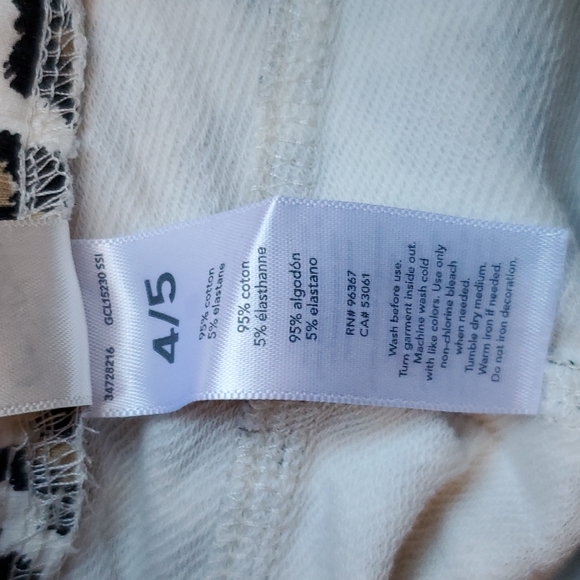 34728216 GCL15230 SS1
4/5
95% cotton
5% elastane
95% coton
5% élasthanne
95% algodón
5% elastano
RN# 96367
CA# 53061
Wash before use.
Turn garment inside out.
Machine wash cold
with like colors. Use only
non-chlorine bleach
when needed.
Tumble dry medium.
Warm iron if needed.
Do not iron decoration.